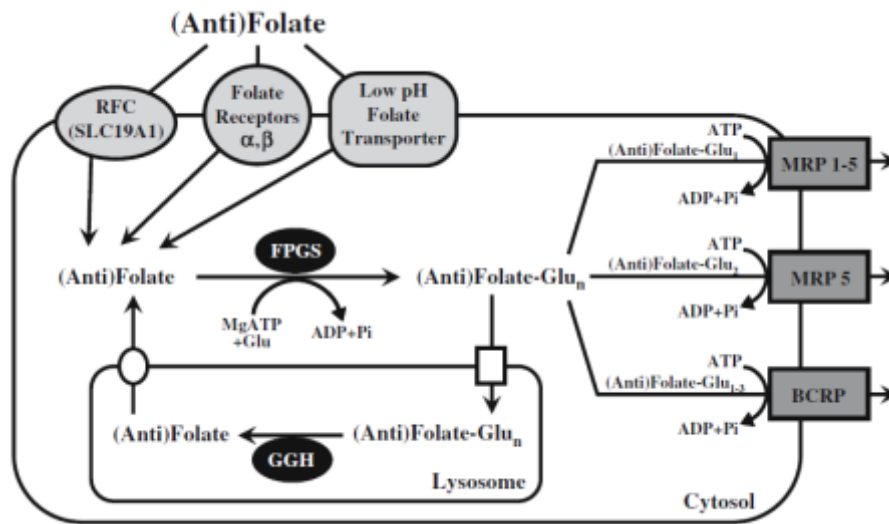 (Anti)Folate
RFC
(SLC19A1)
Folate
Receptors
α,β
Low pH
Folate
Transporter
ATP
(Anti)Folate-Glu1
ADP+Pi
MRP 1-5
FPGS
(Anti)Folate
(Anti)Folate-Glun
MgATP
+Glu
ADP+Pi
ATP
(Anti)Folate-Glu2
ADP+Pi
MRP 5
ATP
(Anti)Folate-Glu1-3
ADP+Pi
BCRP
(Anti)Folate
(Anti)Folate-Glun
GGH
Lysosome
Cytosol